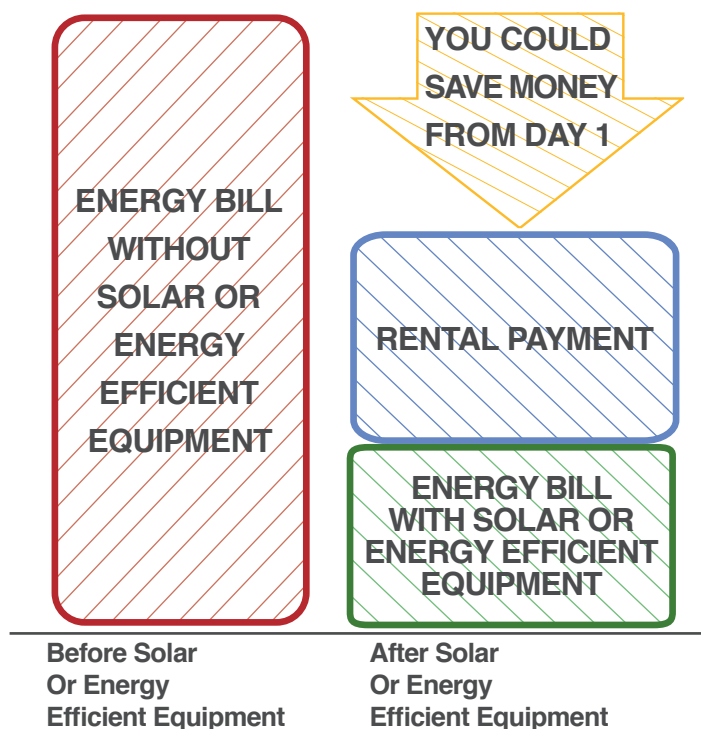 ENERGY BILL
WITHOUT
SOLAR OR
ENERGY
EFFICIENT
EQUIPMENT
YOU COULD
SAVE MONEY
FROM DAY 1
RENTAL PAYMENT
ENERGY BILL
WITH SOLAR OR
ENERGY EFFICIENT
EQUIPMENT
Before Solar
Or Energy
Efficient Equipment
After Solar
Or Energy
Efficient Equipment